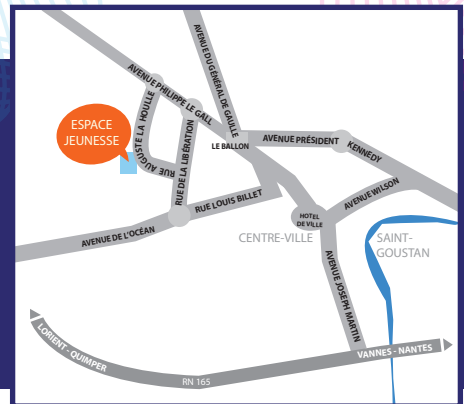 AVENUE DU GÉNÉRAL DE GAULLE
AVENUE PHILIPPE LE GALL
ESPACE
JEUNESSE
RUE AUGUSTE LA HOULLE
RUE DE LA LIBÉRATION
LE BALLON
AVENUE PRÉSIDENT
KENNEDY
AVENUE WILSON
RUE LOUIS BILLET
HOTEL
DE VILLE
AVENUE DE L'OCÉAN
CENTRE-VILLE
SAINT-
GOUSTAN
AVENUE JOSEPH MARTIN
LORIENT - QUIMPER
RN 165
VANNES - NANTES